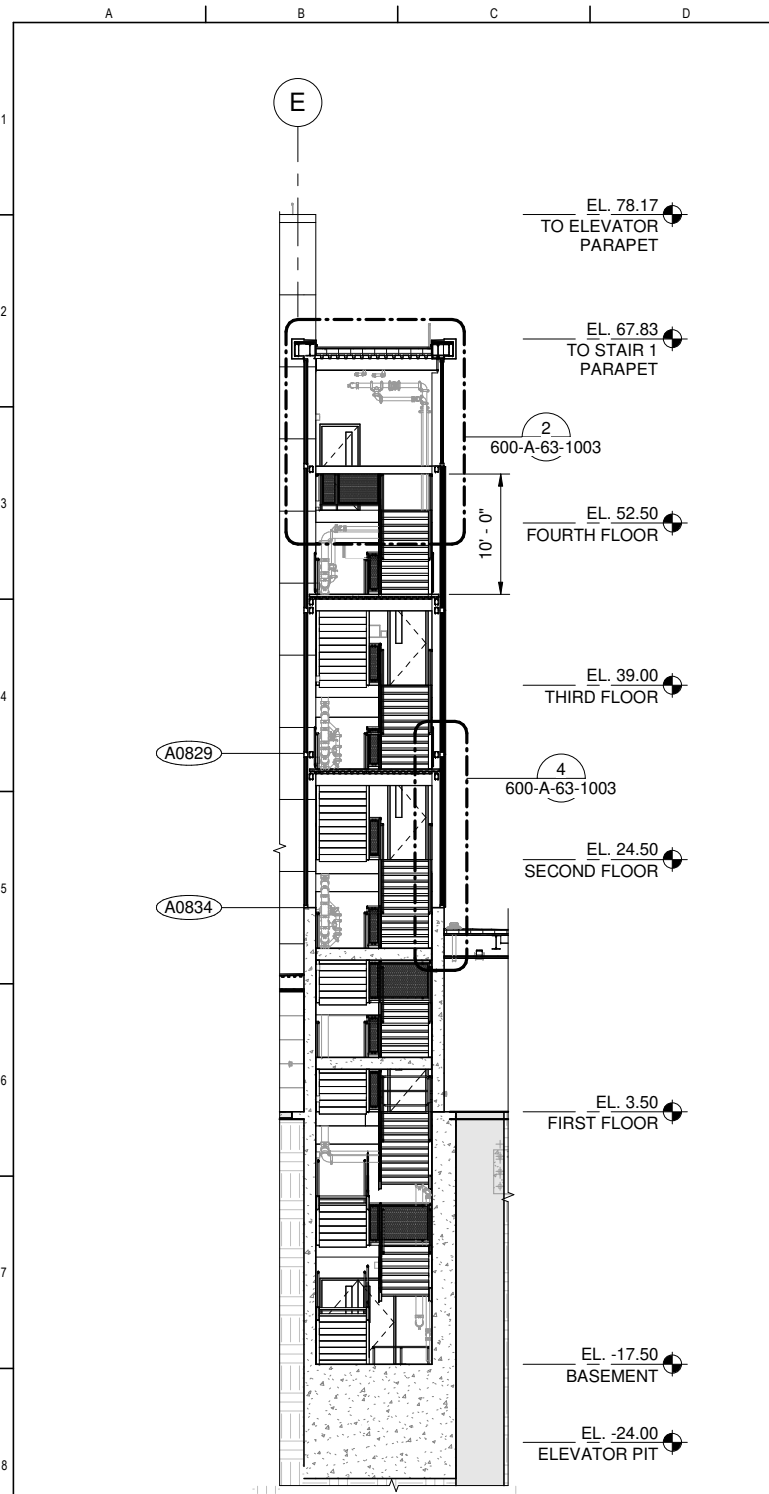 A B C D
1
E
EL. 78.17
TO ELEVATOR
PARAPET
2
EL. 67.83
TO STAIR 1
PARAPET
2
600-A-63-1003
3
10' - 0"
EL. 52.50
FOURTH FLOOR
4
EL. 39.00
THIRD FLOOR
A0829
4
600-A-63-1003
EL. 24.50
SECOND FLOOR
5
A0834
6
EL. 3.50
FIRST FLOOR
7
EL. -17.50
BASEMENT
EL. -24.00
ELEVATOR PIT
8